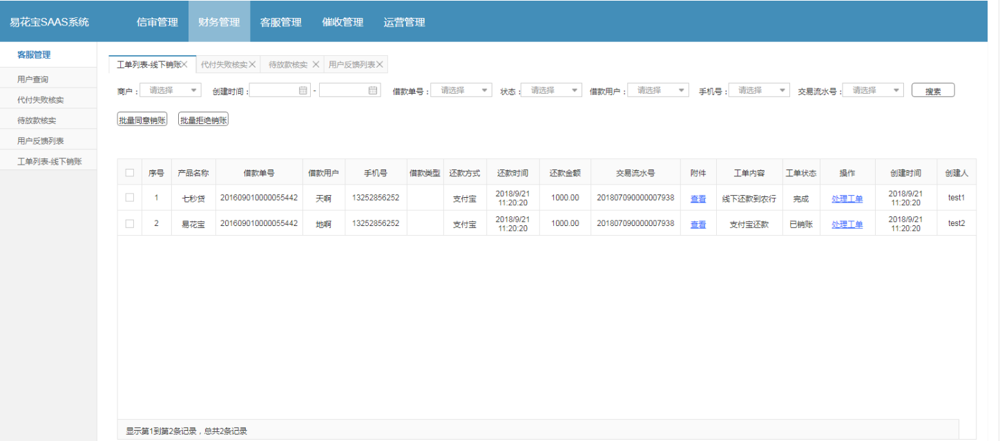 易花宝SAAS系统 信审管理 财务管理 客服管理 催收管理 运营管理
客服管理
用户查询
代付失败核实
待放款核实
用户反馈列表
工单列表-线下销账
工单列表-线下销账 代付失败核实 待放款核实 用户反馈列表
商户： 请选择 创建时间： - 借款单号： 请选择 状态： 请选择 借款用户： 请选择 手机号： 请选择 交易流水号： 请选择 搜索
批量同意销账 批量拒绝销账
序号 产品名称 借款单号 借款用户 手机号 借款类型 还款方式 还款时间 还款金额 交易流水号 附件 工单内容 工单状态 操作 创建时间 创建人
1 七秒贷 201609010000055442 天啊 13252856252 支付宝 2018/9/21 11:20:20 1000.00 201807090000007938 查看 线下还款到农行 完成 处理工单 2018/9/21 11:20:20 test1
2 易花宝 201609010000055442 地啊 13252856252 支付宝 2018/9/21 11:20:20 1000.00 201807090000007938 查看 支付宝还款 已销账 处理工单 2018/9/21 11:20:20 test2
显示第1到第2条记录，总共2条记录